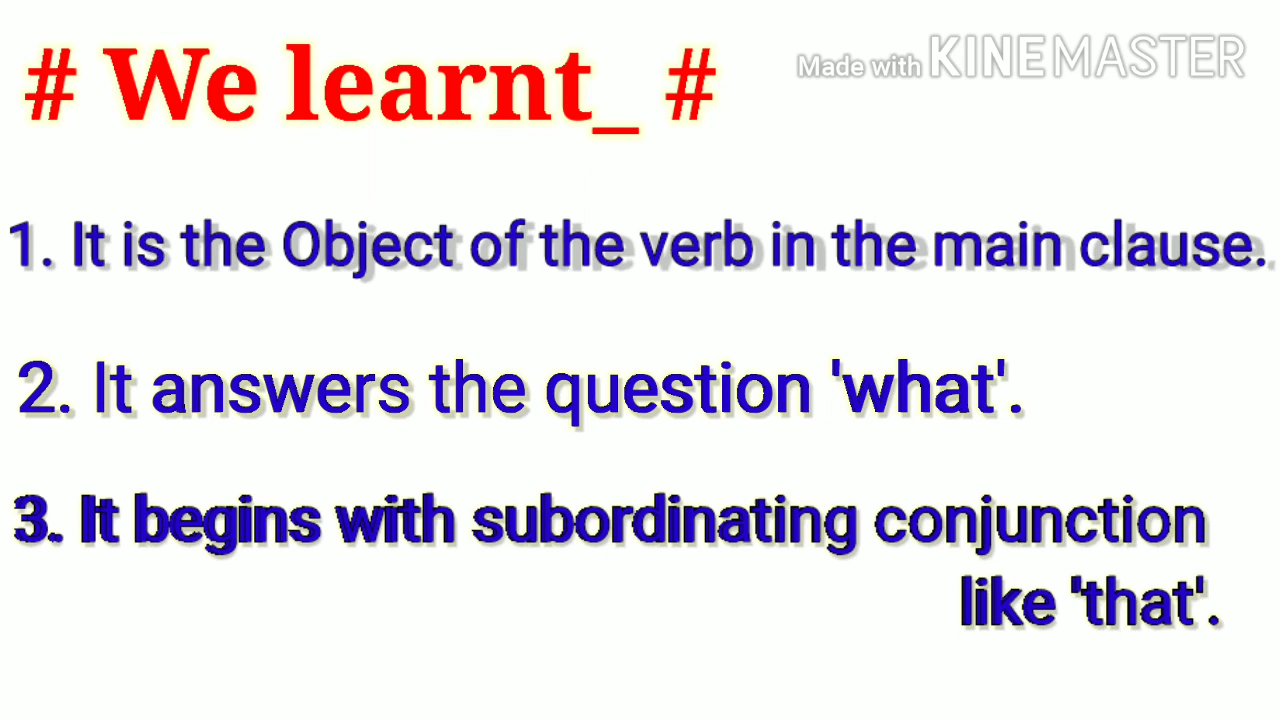 # We learnt_ #
Made with KINEMASTER
1. It is the Object of the verb in the main clause.
2. It answers the question 'what'.
3. It begins with subordinating conjunction
like 'that'.